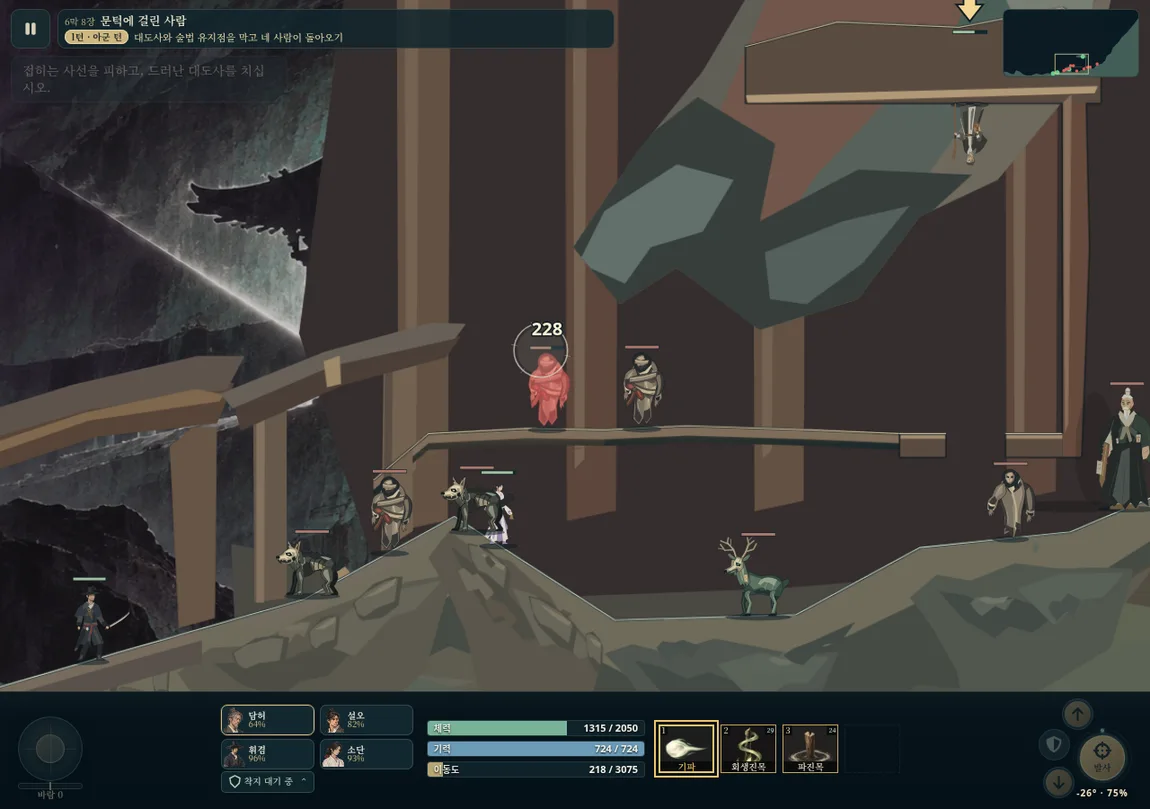 6막 8장 문턱에 걸린 사람
1턴 · 아군 턴 대도사와 술법 유지점을 막고 네 사람이 돌아오기
접히는 사선을 피하고, 드러난 대도사를 치십
시오.
228
담허
64%
설오
82%
휘겸
96%
소단
93%
착지 대기 중
체력 1315 / 2050
기력 724 / 724
이동도 218 / 3075
1
기파
2 29
회생진목
3 24
파진목
바람 0
발사
-26° · 75%